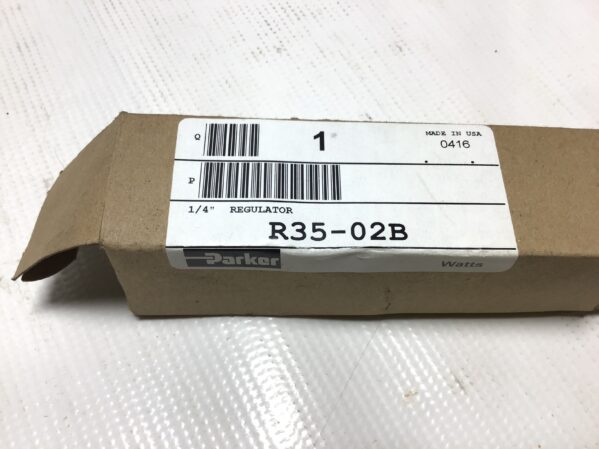 Q 1 MADE IN USA
0416
P
1/4" REGULATOR
R35-02B
Parker Watts